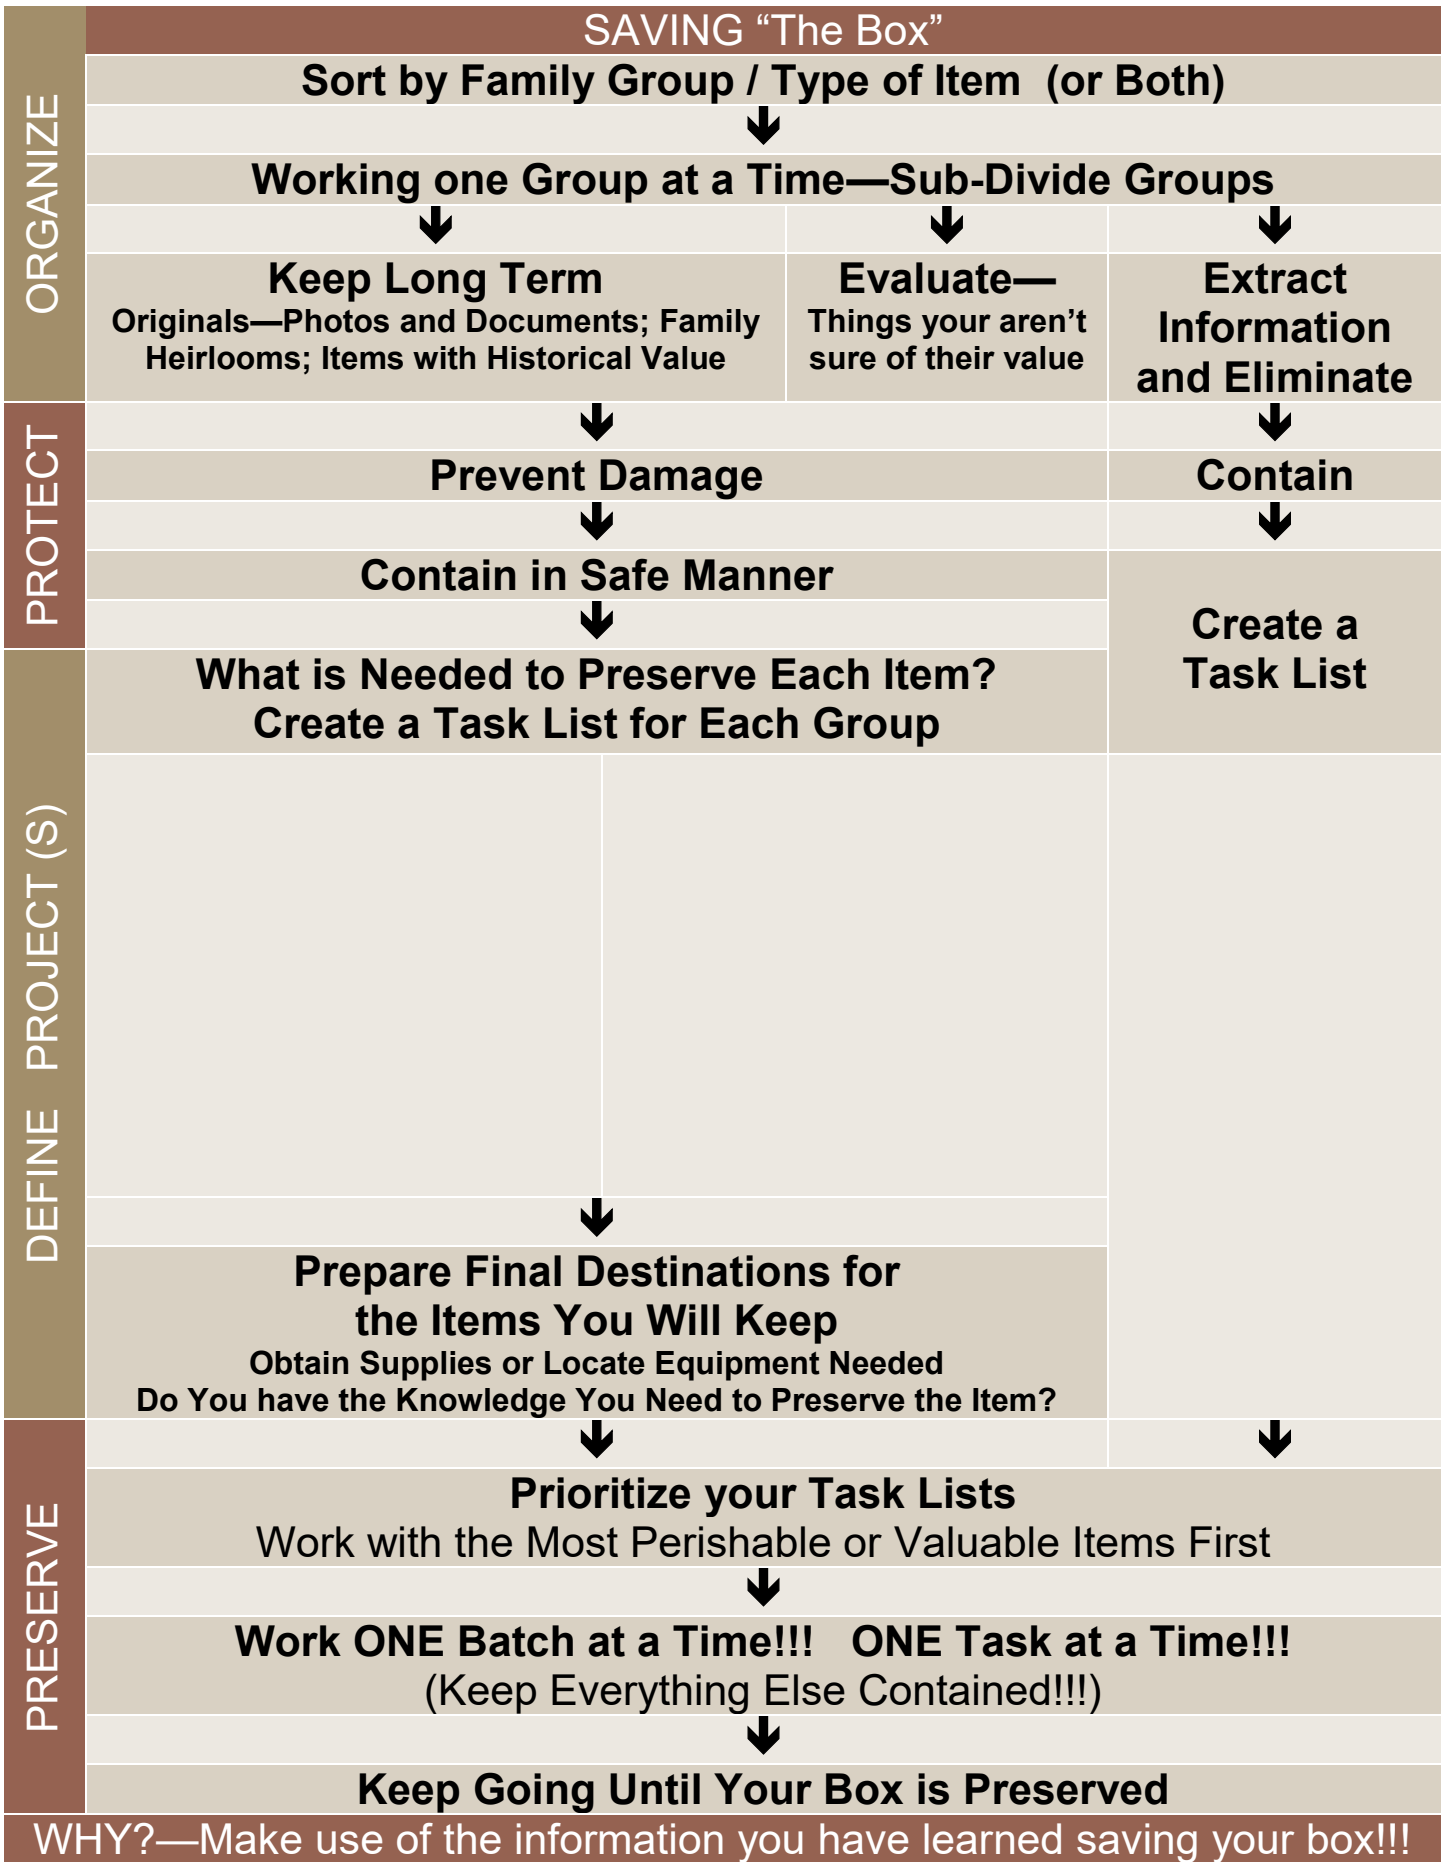 SAVING “The Box”
ORGANIZE
Sort by Family Group / Type of Item (or Both)
Working one Group at a Time—Sub-Divide Groups
Keep Long Term
Originals—Photos and Documents; Family
Heirlooms; Items with Historical Value
Evaluate—
Things your aren’t
sure of their value
Extract
Information
and Eliminate
PROTECT
Prevent Damage
Contain
Contain in Safe Manner
Create a
Task List
DEFINE PROJECT (S)
What is Needed to Preserve Each Item?
Create a Task List for Each Group
Prepare Final Destinations for
the Items You Will Keep
Obtain Supplies or Locate Equipment Needed
Do You have the Knowledge You Need to Preserve the Item?
PRESERVE
Prioritize your Task Lists
Work with the Most Perishable or Valuable Items First
Work ONE Batch at a Time!!! ONE Task at a Time!!!
(Keep Everything Else Contained!!!)
Keep Going Until Your Box is Preserved
WHY?—Make use of the information you have learned saving your box!!!